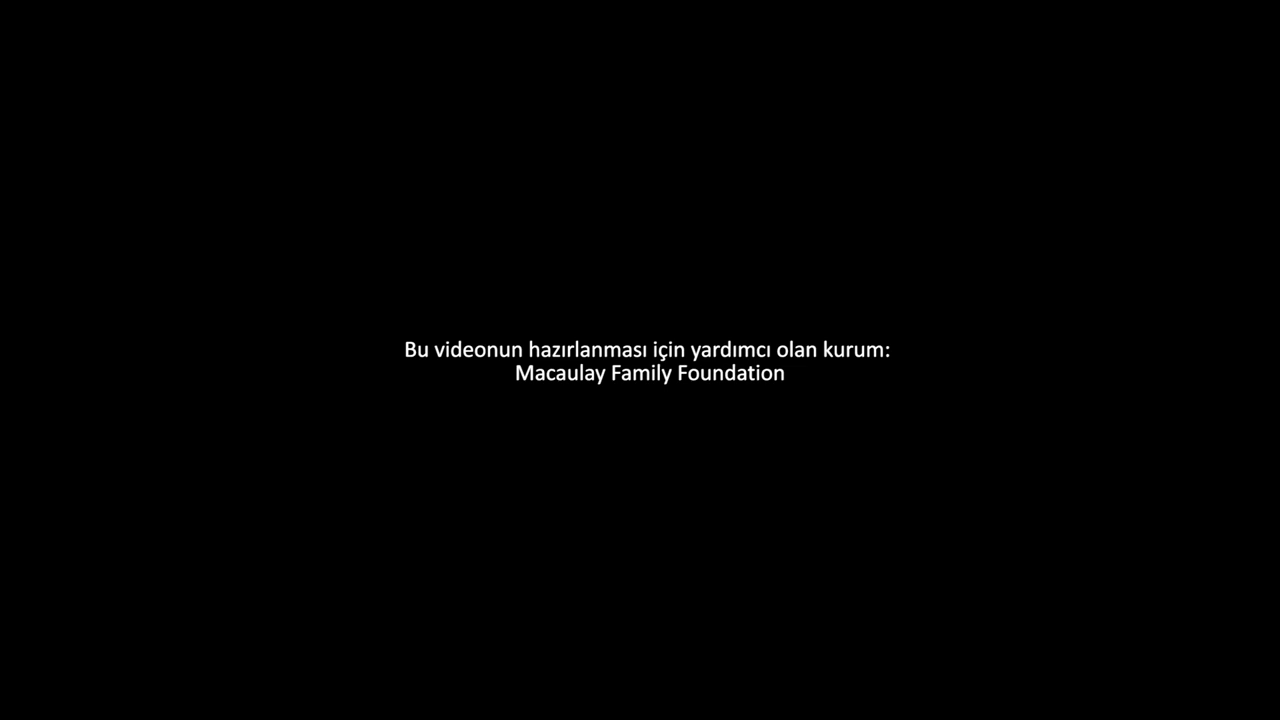 Bu videonun hazırlanması için yardımcı olan kurum:
Macaulay Family Foundation